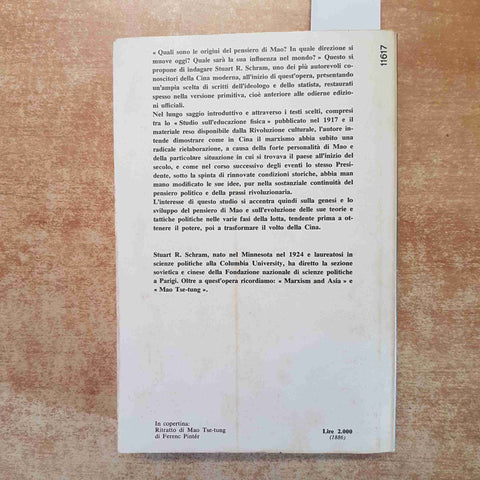 « Quali sono le origini del pensiero di Mao? In quale direzione si
muove oggi? Quale sarà la sua influenza nel mondo? » Questo si
propone di indagare Stuart R. Schram, uno dei più autorevoli co-
noscitori della Cina moderna, all'inizio di quest'opera, presentando
un'ampia scelta di scritti dell'ideologo e dello statista, restaurati
spesso nella versione primitiva, cioè anteriore alle odierne edizio-
ni ufficiali.
Nel lungo saggio introduttivo e attraverso i testi scelti, compresi
tra lo « Studio sull'educazione fisica » pubblicato nel 1917 e il
materiale reso disponibile dalla Rivoluzione culturale, l'autore in-
tende dimostrare come in Cina il marxismo abbia subito una
radicale rielaborazione, a causa della forte personalità di Mao e
della particolare situazione in cui si trovava il paese all'inizio del
secolo, e come nel corso successivo degli eventi lo stesso Presi-
dente, sotto la spinta di rinnovate condizioni storiche, abbia man
mano modificato le sue idee, pur nella sostanziale continuità del
pensiero politico e della prassi rivoluzionaria.
L'interesse di questo studio si accentra quindi sulla genesi e lo
sviluppo del pensiero di Mao e sull'evoluzione delle sue teorie e
tattiche politiche nelle varie fasi della lotta, tendente prima a ot-
tenere il potere, poi a trasformare il volto della Cina.
Stuart R. Schram, nato nel Minnesota nel 1924 e laureatosi in
scienze politiche alla Columbia University, ha diretto la sezione
sovietica e cinese della Fondazione nazionale di scienze politiche
a Parigi. Oltre a quest'opera ricordiamo: « Marxism and Asia » e
« Mao Tse-tung ».
In copertina:
Ritratto di Mao Tse-tung
di Ferenc Pintér
Lire 2.000
(1886)
11617